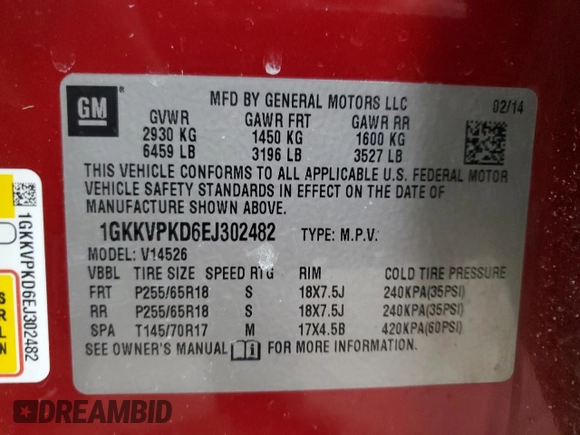 GM
MFD BY GENERAL MOTORS LLC 02/14
GVWR GAWR FRT GAWR RR
2930 KG 1450 KG 1600 KG
6459 LB 3196 LB 3527 LB
THIS VEHICLE CONFORMS TO ALL APPLICABLE U.S. FEDERAL MOTOR
VEHICLE SAFETY STANDARDS IN EFFECT ON THE DATE OF
MANUFACTURE SHOWN ABOVE.
1GKKVPKD6EJ302482 TYPE: M.P.V.
MODEL: V14526
VBBL TIRE SIZE SPEED RTG RIM COLD TIRE PRESSURE
FRT P255/65R18 S 18X7.5J 240KPA(35PSI)
RR P255/65R18 S 18X7.5J 240KPA(35PSI)
SPA T145/70R17 M 17X4.5B 420KPA(60PSI)
SEE OWNER'S MANUAL FOR MORE INFORMATION
1GKKVPKD6EJ302482
S
R
L
N
DREAMBID